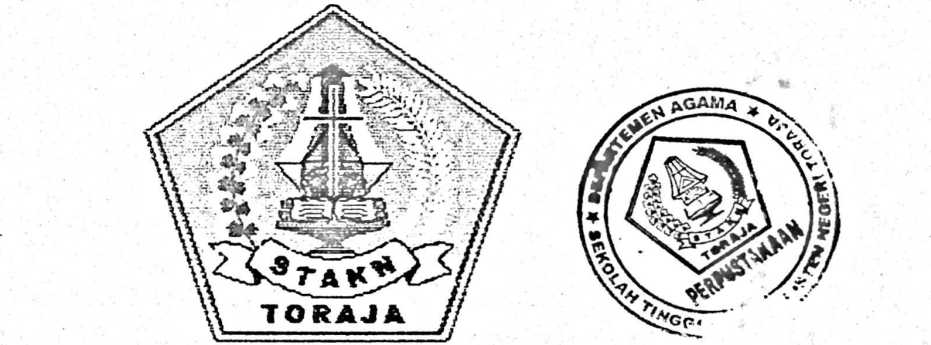 STAKN
TORAJA
★ DEPARTEMEN AGAMA ★
SEKOLAH TINGGI
NEGERI TORAJA
STAKN
TORAJA
PERPUSTAKAAN